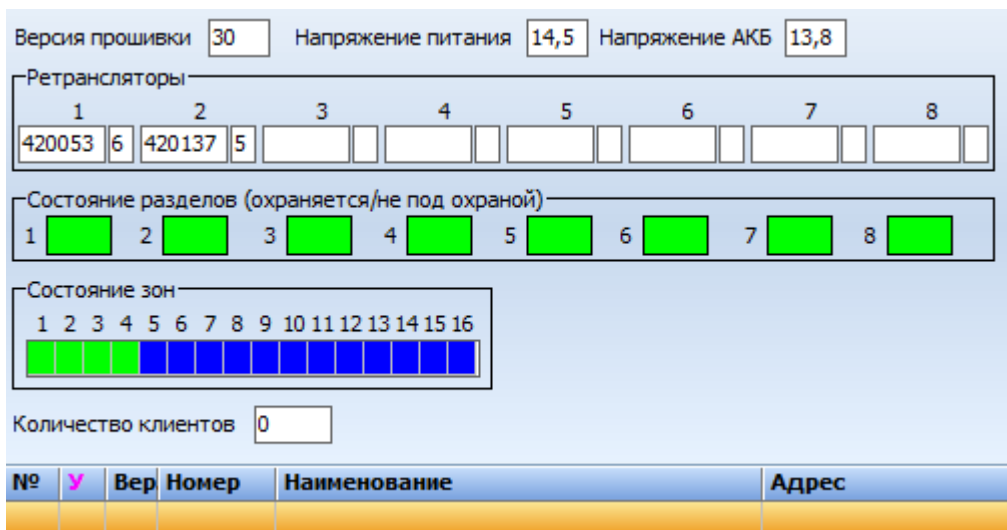 Версия прошивки 30 Напряжение питания 14,5 Напряжение АКБ 13,8
Ретрансляторы
1 2 3 4 5 6 7 8
420053 6 420137 5
Состояние разделов (охраняется/не под охраной)
1 2 3 4 5 6 7 8
Состояние зон
1 2 3 4 5 6 7 8 9 10 11 12 13 14 15 16
Количество клиентов 0
№ У Вер Номер Наименование Адрес